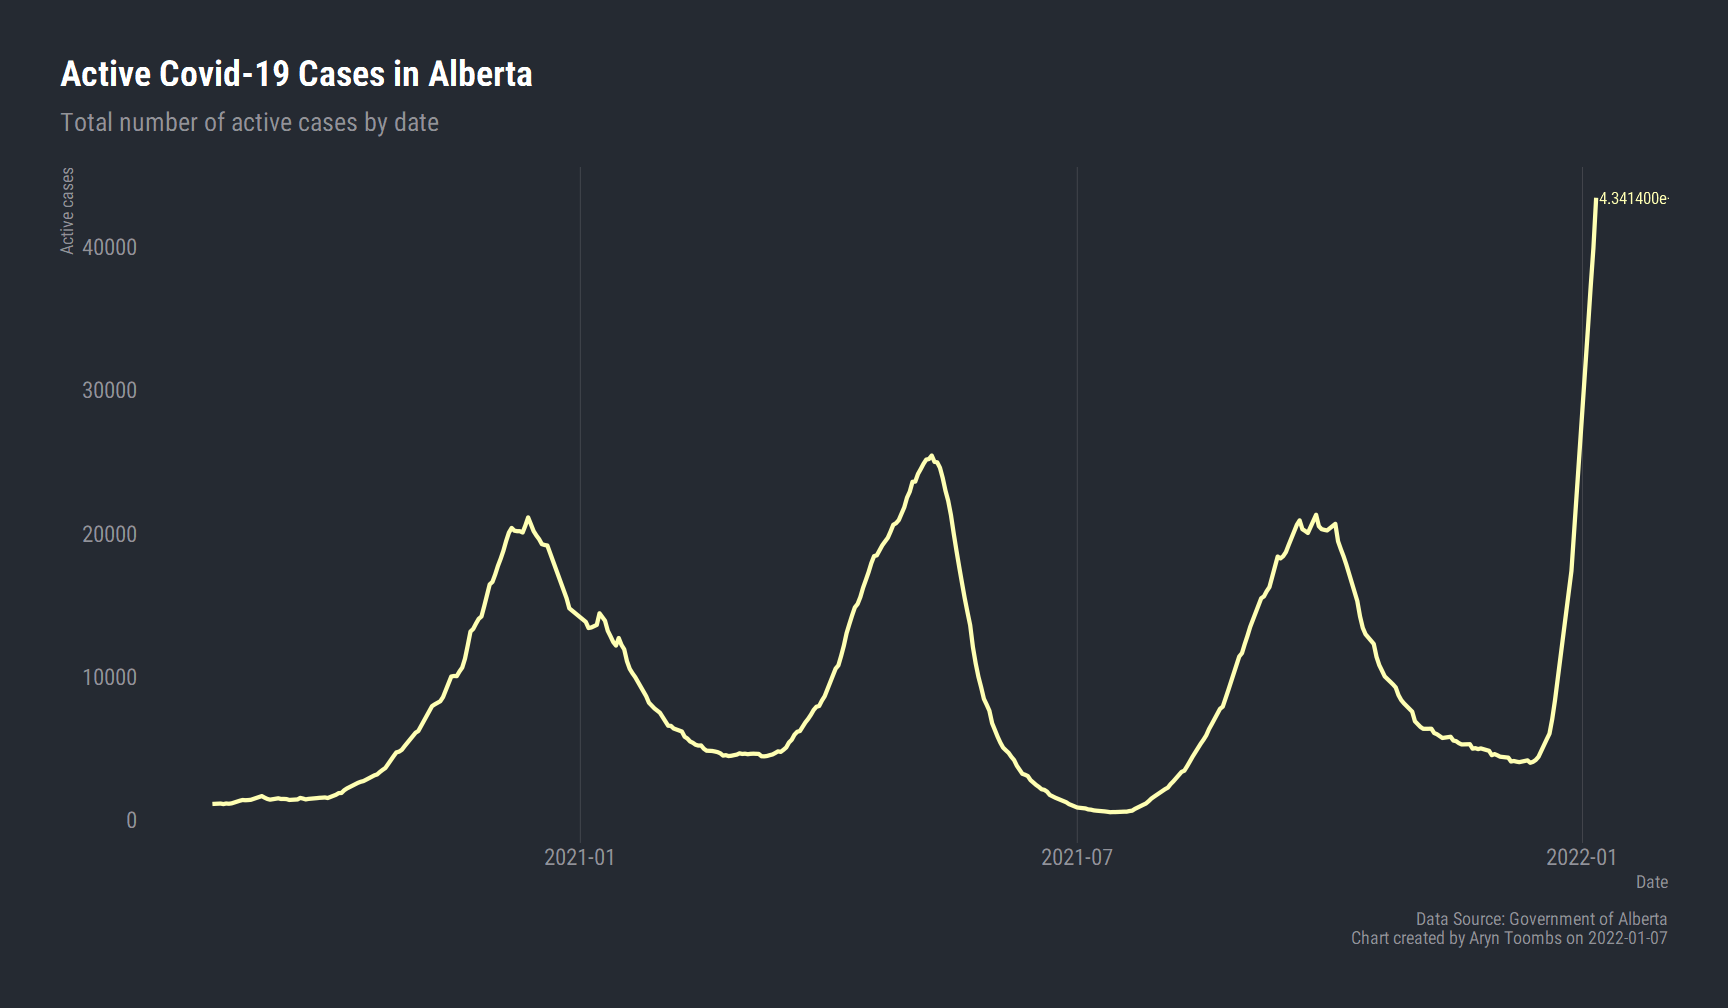 Active Covid-19 Cases in Alberta
Total number of active cases by date
Active cases
4.341400e
40000
30000
20000
10000
0
2021-01
2021-07
2022-01
Date
Data Source: Government of Alberta
Chart created by Aryn Toombs on 2022-01-07